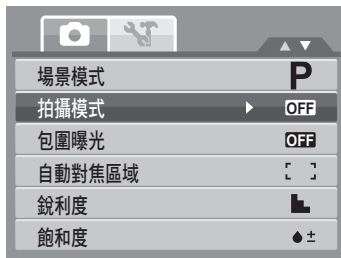 場景模式 P
拍攝模式 OFF
包圍曝光 OFF
自動對焦區域
銳利度
飽和度